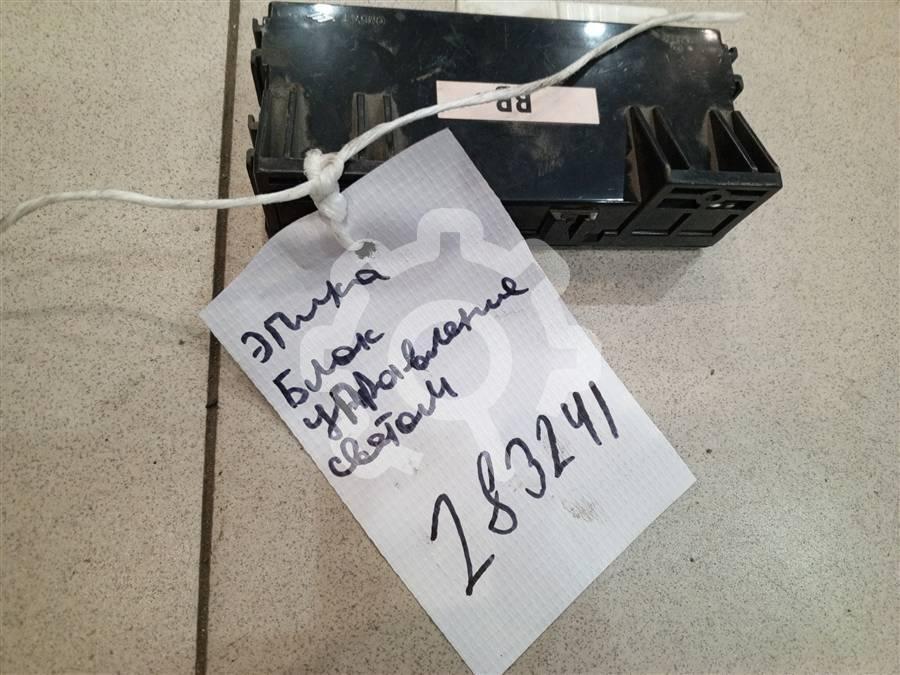 BB
Эпика
Блок
управление
светом
283241